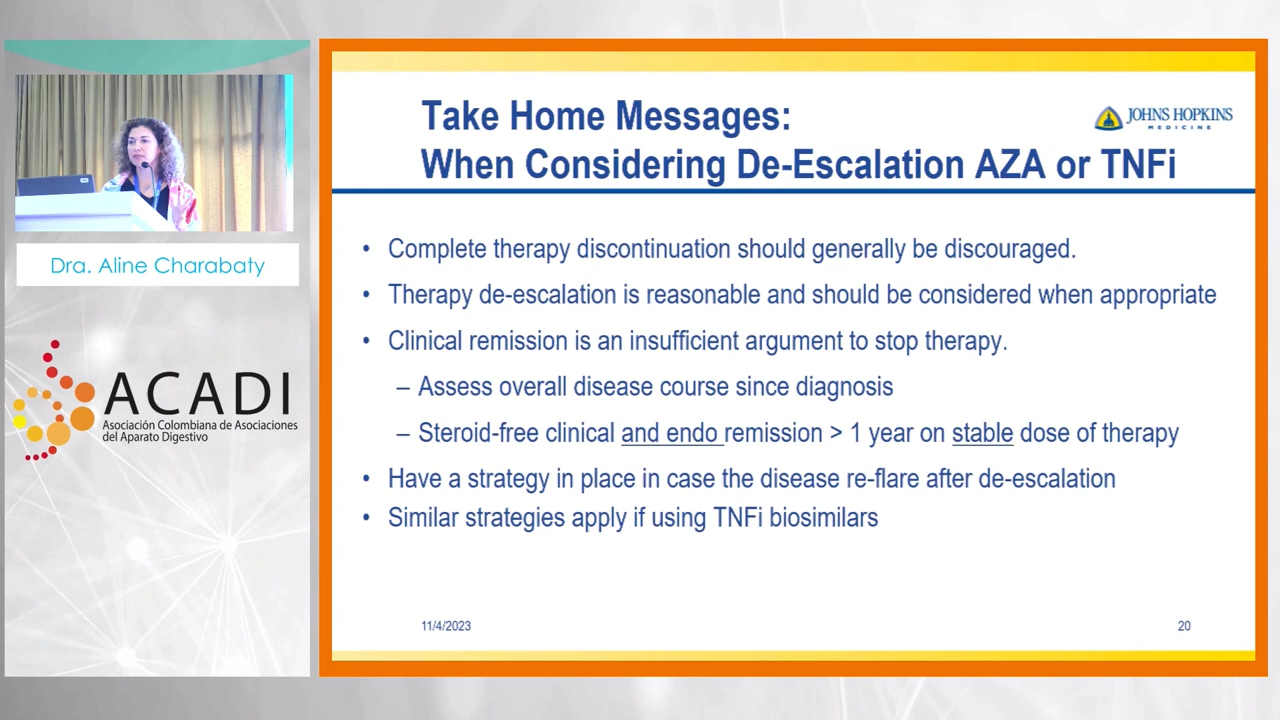 Take Home Messages:
When Considering De-Escalation AZA or TNFi
JOHNS HOPKINS
MEDICINE
• Complete therapy discontinuation should generally be discouraged.
• Therapy de-escalation is reasonable and should be considered when appropriate
• Clinical remission is an insufficient argument to stop therapy.
– Assess overall disease course since diagnosis
– Steroid-free clinical and endo remission > 1 year on stable dose of therapy
• Have a strategy in place in case the disease re-flare after de-escalation
• Similar strategies apply if using TNFi biosimilars
11/4/2023
20
Dra. Aline Charabaty
ACADI
Asociación Colombiana de Asociaciones
del Aparato Digestivo